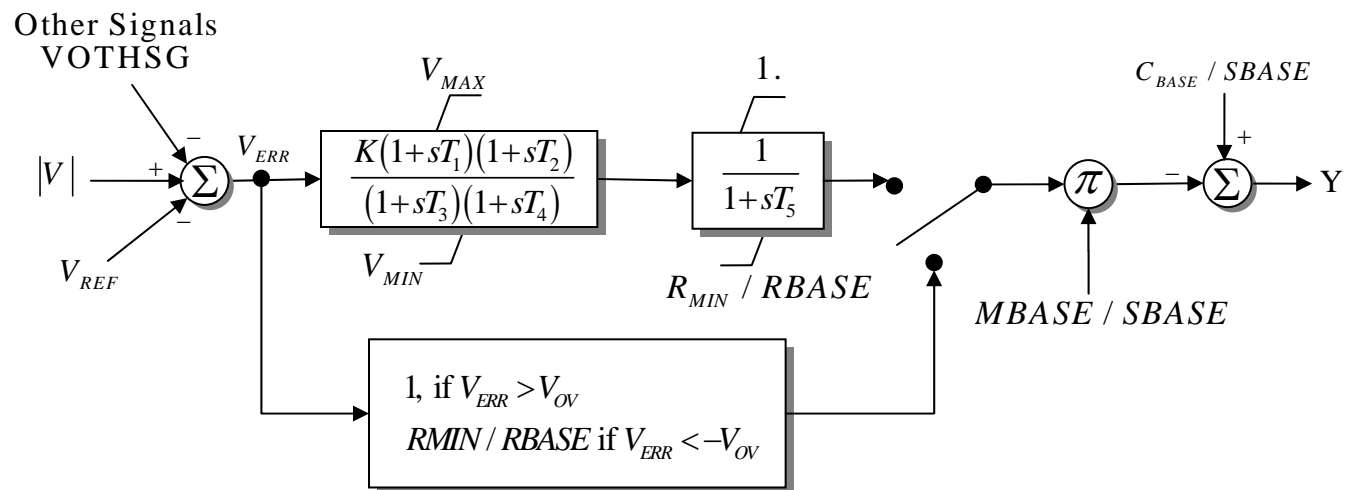 Other Signals
VOTHSG
|V|
V_REF
−
+
−
Σ
V_ERR
V_MAX
K(1+sT_1)(1+sT_2)
(1+sT_3)(1+sT_4)
V_MIN
1.
1
1+sT_5
R_MIN / RBASE
π
MBASE / SBASE
C_BASE / SBASE
+
−
Σ
Y
1, if V_ERR >V_OV
RMIN / RBASE if V_ERR <−V_OV